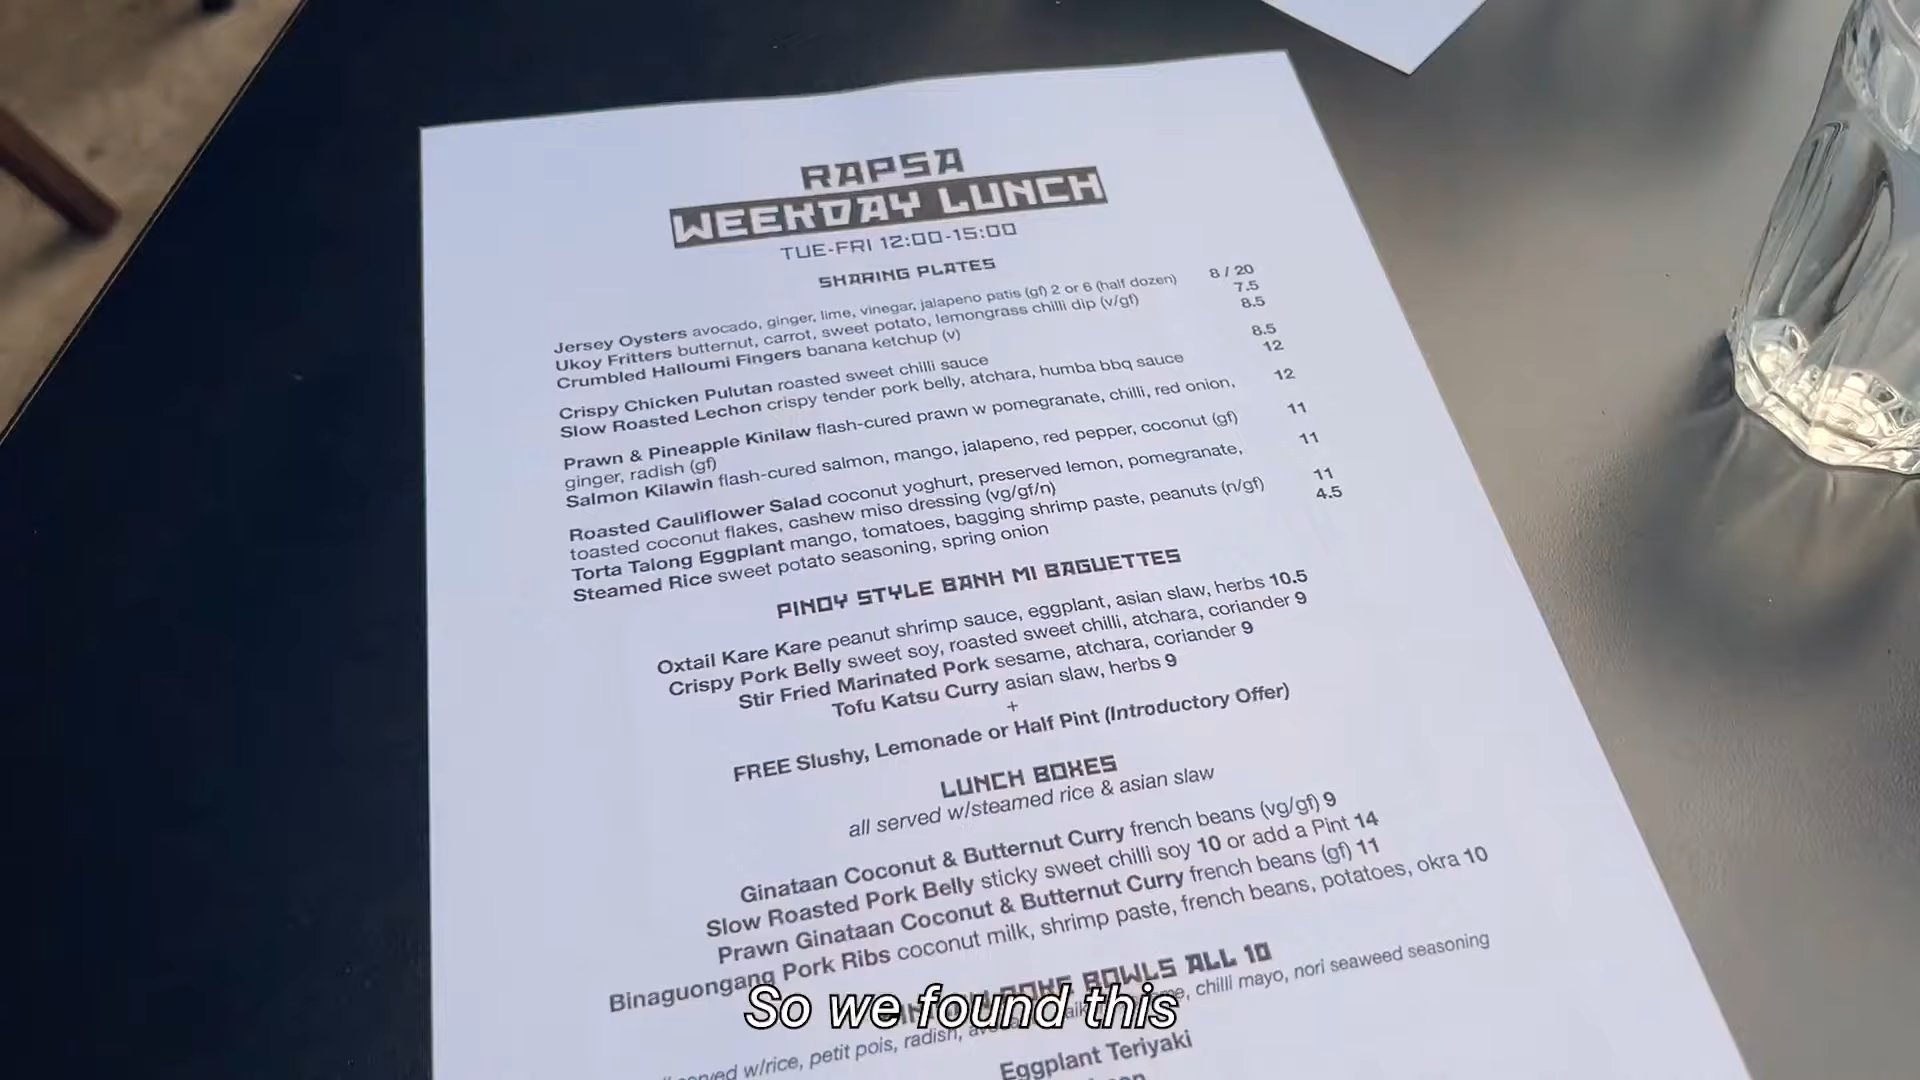 RAPSA
WEEKDAY LUNCH
TUE-FRI 12:00-15:00
SHARING PLATES
Jersey Oysters avocado, ginger, lime, vinegar, jalapeno patis (gf) 2 or 6 (half dozen) 8 / 20
Ukoy Fritters butternut, carrot, sweet potato, lemongrass chilli dip (v/gf) 7.5
Crumbled Halloumi Fingers banana ketchup (v) 8.5
Crispy Chicken Pulutan roasted sweet chilli sauce 8.5
Slow Roasted Lechon crispy tender pork belly, atchara, humba bbq sauce 12
Prawn & Pineapple Kinilaw flash-cured prawn w pomegranate, chilli, red onion, 12
ginger, radish (gf)
Salmon Kilawin flash-cured salmon, mango, jalapeno, red pepper, coconut (gf) 11
Roasted Cauliflower Salad coconut yoghurt, preserved lemon, pomegranate, 11
toasted coconut flakes, cashew miso dressing (vg/gf/n)
Torta Talong Eggplant mango, tomatoes, bagging shrimp paste, peanuts (n/gf) 11
Steamed Rice sweet potato seasoning, spring onion 4.5
PINOY STYLE BANH MI BAGUETTES
Oxtail Kare Kare peanut shrimp sauce, eggplant, asian slaw, herbs 10.5
Crispy Pork Belly sweet soy, roasted sweet chilli, atchara, coriander 9
Stir Fried Marinated Pork sesame, atchara, coriander 9
Tofu Katsu Curry asian slaw, herbs 9
+
FREE Slushy, Lemonade or Half Pint (Introductory Offer)
LUNCH BOXES
all served w/steamed rice & asian slaw
Ginataan Coconut & Butternut Curry french beans (vg/gf) 9
Slow Roasted Pork Belly sticky sweet chilli soy 10 or add a Pint 14
Prawn Ginataan Coconut & Butternut Curry french beans (gf) 11
Binaguongang Pork Ribs coconut milk, shrimp paste, french beans, potatoes, okra 10
BOWLS ALL 10
w/rice, petit pois, radish, chilli mayo, nori seaweed seasoning
Eggplant Teriyaki
So we found this